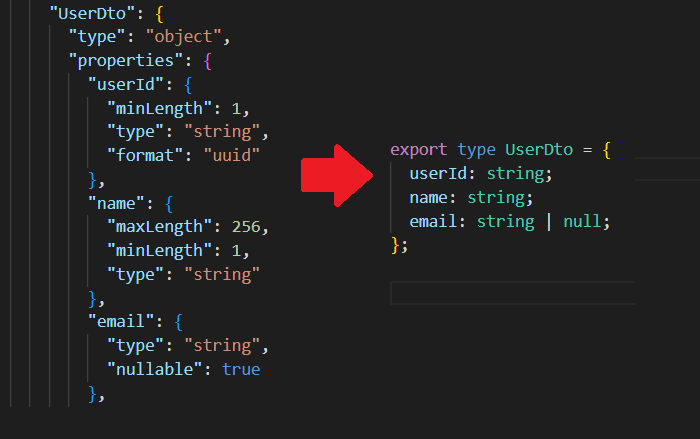 "UserDto": {
"type": "object",
"properties": {
"userId": {
"minLength": 1,
"type": "string",
"format": "uuid"
},
"name": {
"maxLength": 256,
"minLength": 1,
"type": "string"
},
"email": {
"type": "string",
"nullable": true
},
export type UserDto = {
userId: string;
name: string;
email: string | null;
};